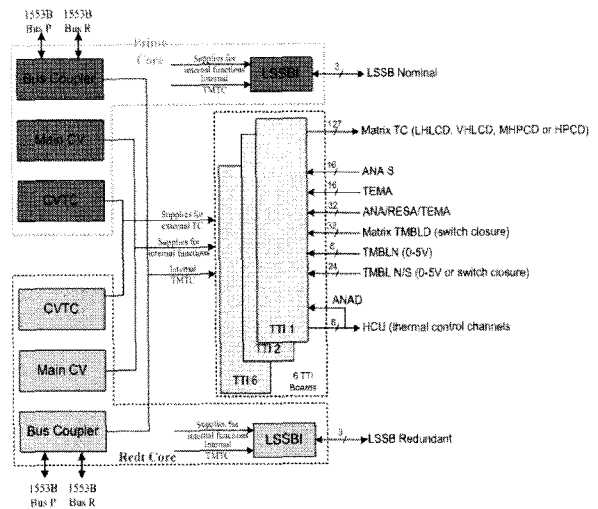 1553B
Bus P
1553B
Bus R
Prime
Core
Bus Coupler
Main CV
CVTC
Supplies for
internal functions
Internal
TMTC
LSSBI
3
LSSB Nominal
127
Matrix TC (LHLCD, VHLCD, MHPCD or HPCD)
16
ANA S
16
TEMA
32
ANA/RESA/TEMA
32
Matrix TMBLD (switch closure)
8
TMBLN (0-5V)
24
TMBL N/S (0-5V or switch closure)
ANAD
6
HCU (thermal control channels
Supplies for
external TC
Supplies for
internal functions
Internal
TMTC
TTI 1
TTI 2
TTI 6
6 TTI
Boards
CVTC
Main CV
Bus Coupler
Supplies for
internal functions
Internal
TMTC
LSSBI
3
LSSB Redundant
Redt Core
1553B
Bus P
1553B
Bus R